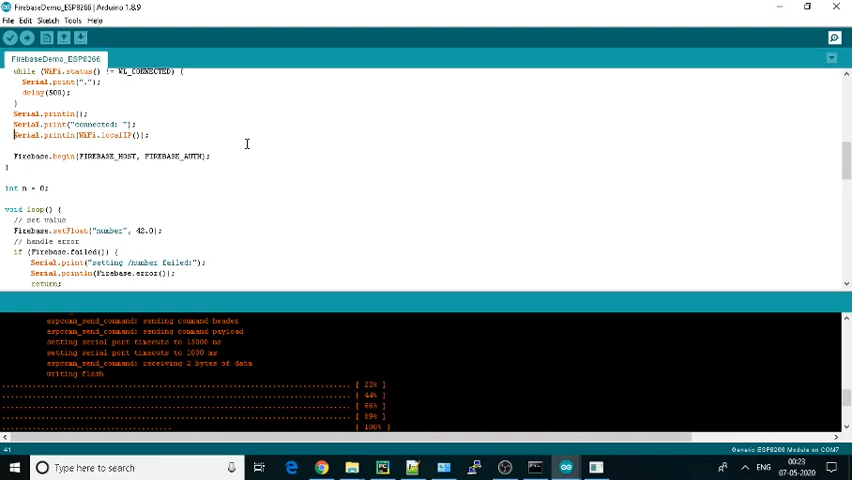 FirebaseDemo_ESP8266 | Arduino 1.8.9
File Edit Sketch Tools Help
FirebaseDemo_ESP8266
while (WiFi.status() != WL_CONNECTED) {
Serial.print(".");
delay(500);
}
Serial.println();
Serial.print("connected: ");
Serial.println(WiFi.localIP());
Firebase.begin(FIREBASE_HOST, FIREBASE_AUTH);
}
int n = 0;
void loop() {
// set value
Firebase.setFloat("number", 42.0);
// handle error
if (Firebase.failed()) {
Serial.print("setting /number failed:");
Serial.println(Firebase.error());
return;
espcomm_send_command: sending command header
espcomm_send_command: sending command payload
setting serial port timeouts to 15000 ms
setting serial port timeouts to 1000 ms
espcomm_send_command: receiving 2 bytes of data
writing flash
................................................................................ [ 22% ]
................................................................................ [ 44% ]
................................................................................ [ 66% ]
................................................................................ [ 89% ]
....................................... [ 100% ]
41
Generic ESP8266 Module on COM7
Type here to search
ENG
00:23
07-05-2020